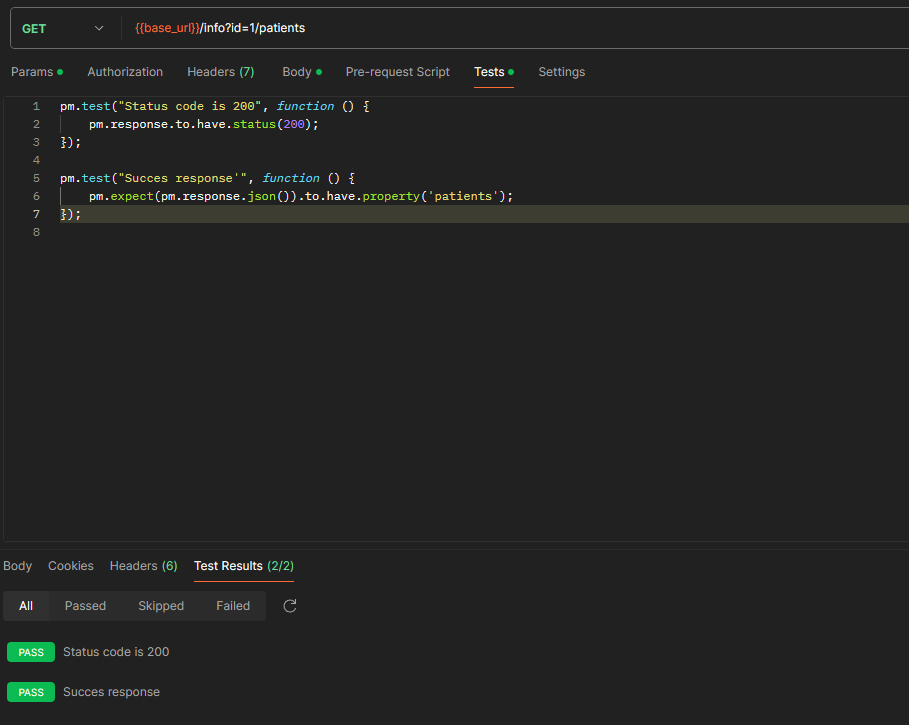 GET {{base_url}}/info?id=1/patients
Params Authorization Headers (7) Body Pre-request Script Tests Settings
1 pm.test("Status code is 200", function () {
2 pm.response.to.have.status(200);
3 });
4
5 pm.test("Succes response'", function () {
6 pm.expect(pm.response.json()).to.have.property('patients');
7 });
8
Body Cookies Headers (6) Test Results (2/2)
All Passed Skipped Failed
PASS Status code is 200
PASS Succes response